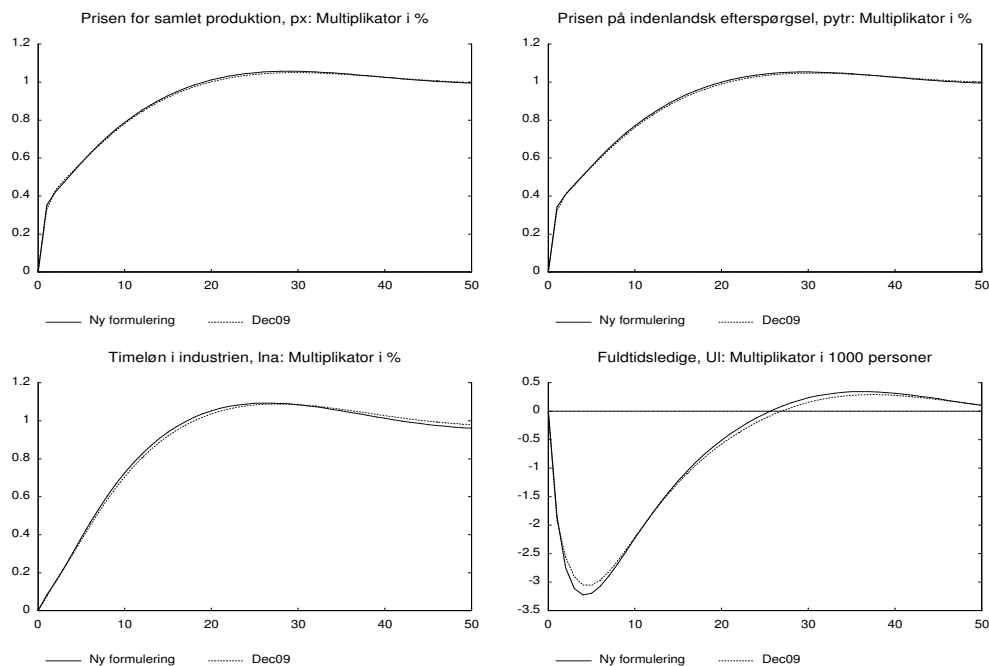 Prisen for samlet produktion, px: Multiplikator i %
1.2
1
0.8
0.6
0.4
0.2
0
0 10 20 30 40 50
Ny formulering Dec09
Prisen på indenlandsk efterspørgsel, pytr: Multiplikator i %
1.2
1
0.8
0.6
0.4
0.2
0
0 10 20 30 40 50
Ny formulering Dec09
Timeløn i industrien, lna: Multiplikator i %
1.2
1
0.8
0.6
0.4
0.2
0
0 10 20 30 40 50
Ny formulering Dec09
Fuldtidsledige, Ul: Multiplikator i 1000 personer
0.5
0
-0.5
-1
-1.5
-2
-2.5
-3
-3.5
0 10 20 30 40 50
Ny formulering Dec09